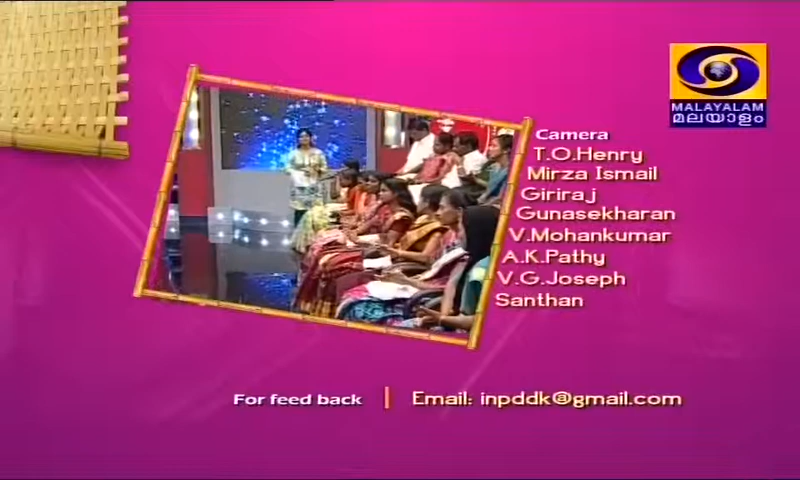 MALAYALAM
മലയാളം
Camera
T.O.Henry
Mirza Ismail
Giriraj
Gunasekharan
V.Mohankumar
A.K.Pathy
V.G.Joseph
Santhan
For feed back | Email: inpddk@gmail.com